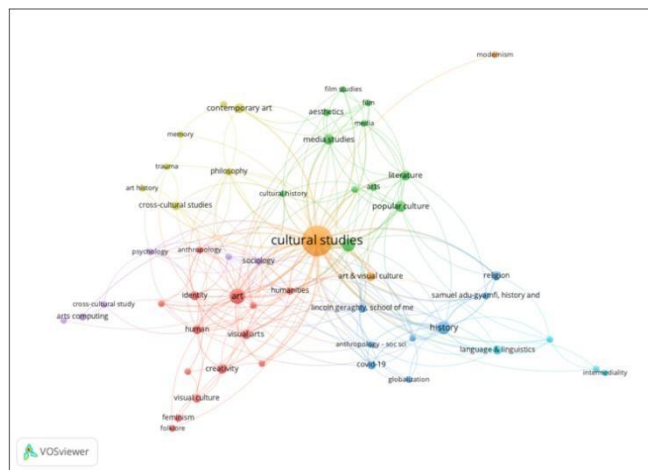 modernism
film studies
film
contemporary art
aesthetics
media
memory
media studies
trauma
philosophy
literature
art history
cultural history
arts
cross-cultural studies
popular culture
cultural studies
psychology
anthropology
sociology
art & visual culture
religion
identity
art
humanities
samuel adu-gyamfi, history and
cross-cultural study
lincoln geraghty, school of me
arts computing
human
visual arts
history
anthropology - soc sci
language & linguistics
creativity
covid-19
intermediality
globalization
visual culture
feminism
folklore
VOSviewer